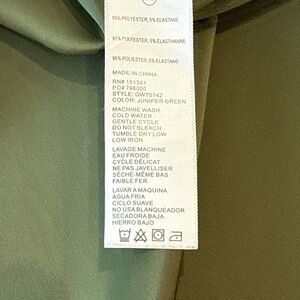 95% POLYESTER, 5% ELASTANE
95% POLYESTER, 5% ÉLASTHANNE
95% POLYESTER, 5% ELASTANO
MADE IN CHINA
RN# 151301
PO# 796000
STYLE: GWT0142
COLOR: JUNIPER GREEN
MACHINE WASH
COLD WATER
GENTLE CYCLE
DO NOT BLEACH
TUMBLE DRY LOW
LOW IRON
LAVAGE MACHINE
EAU FROIDE
CYCLE DÉLICAT
NE PAS JAVELLISER
SÈCHE-MÊME BAS
FAIBLE FER
LAVAR A MAQUINA
AGUA FRIA
CICLO SUAVE
NO USA BLANQUEADOR
SECADORA BAJA
HIERRO BAJO